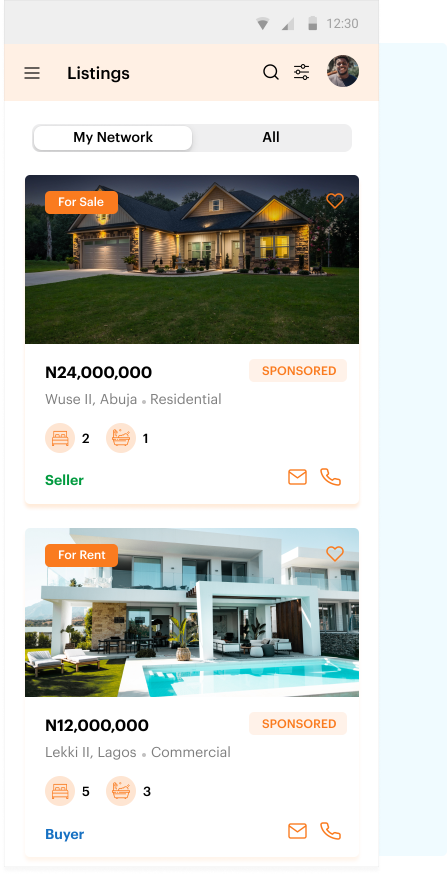 12:30
Listings
My Network All
For Sale
N24,000,000 SPONSORED
Wuse II, Abuja Residential
2 1
Seller
For Rent
N12,000,000 SPONSORED
Lekki II, Lagos Commercial
5 3
Buyer